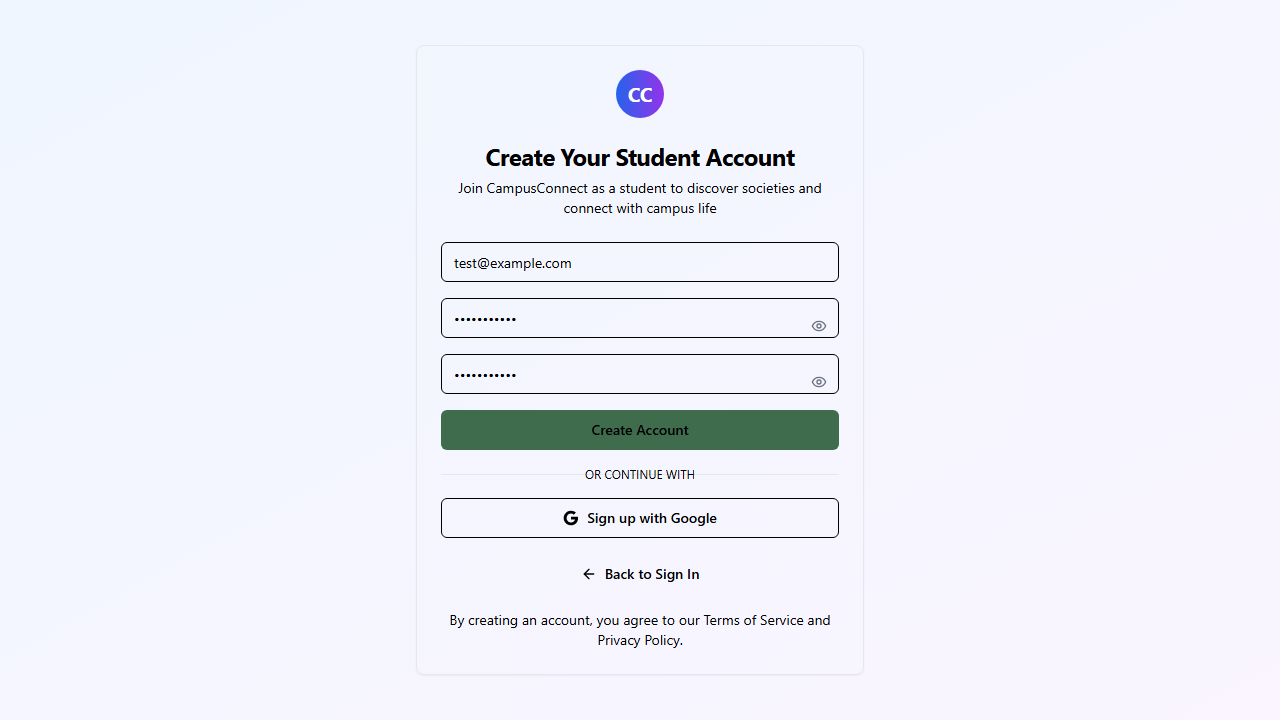 CC
Create Your Student Account
Join CampusConnect as a student to discover societies and
connect with campus life
test@example.com
•••••••••••
•••••••••••
Create Account
OR CONTINUE WITH
G Sign up with Google
← Back to Sign In
By creating an account, you agree to our Terms of Service and
Privacy Policy.